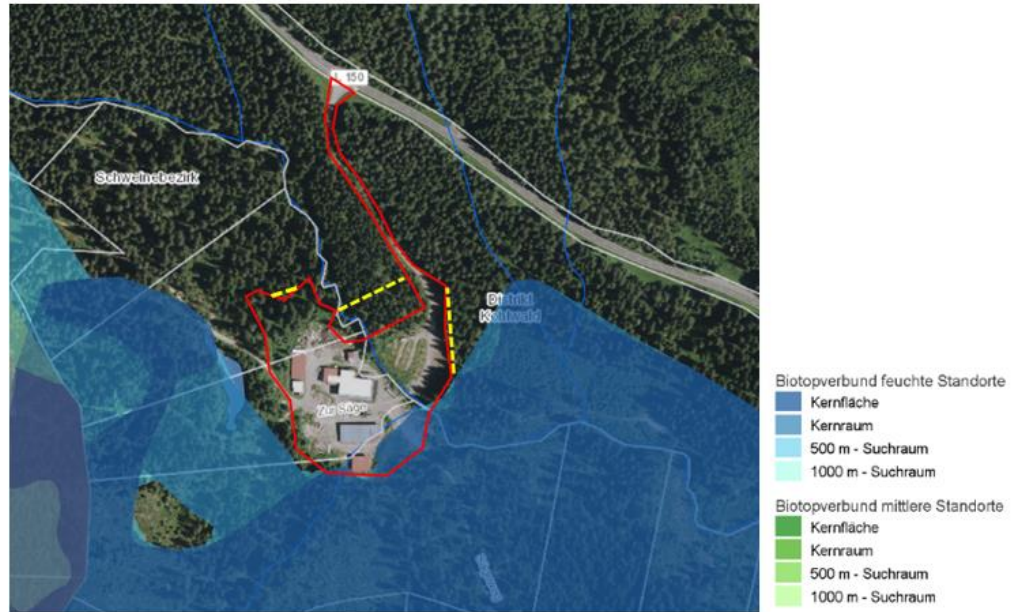 L 150
Schweinebezirk
Distrikt
Zur Säge
Biotopverbund feuchte Standorte
Kernfläche
Kernraum
500 m - Suchraum
1000 m - Suchraum
Biotopverbund mittlere Standorte
Kernfläche
Kernraum
500 m - Suchraum
1000 m - Suchraum